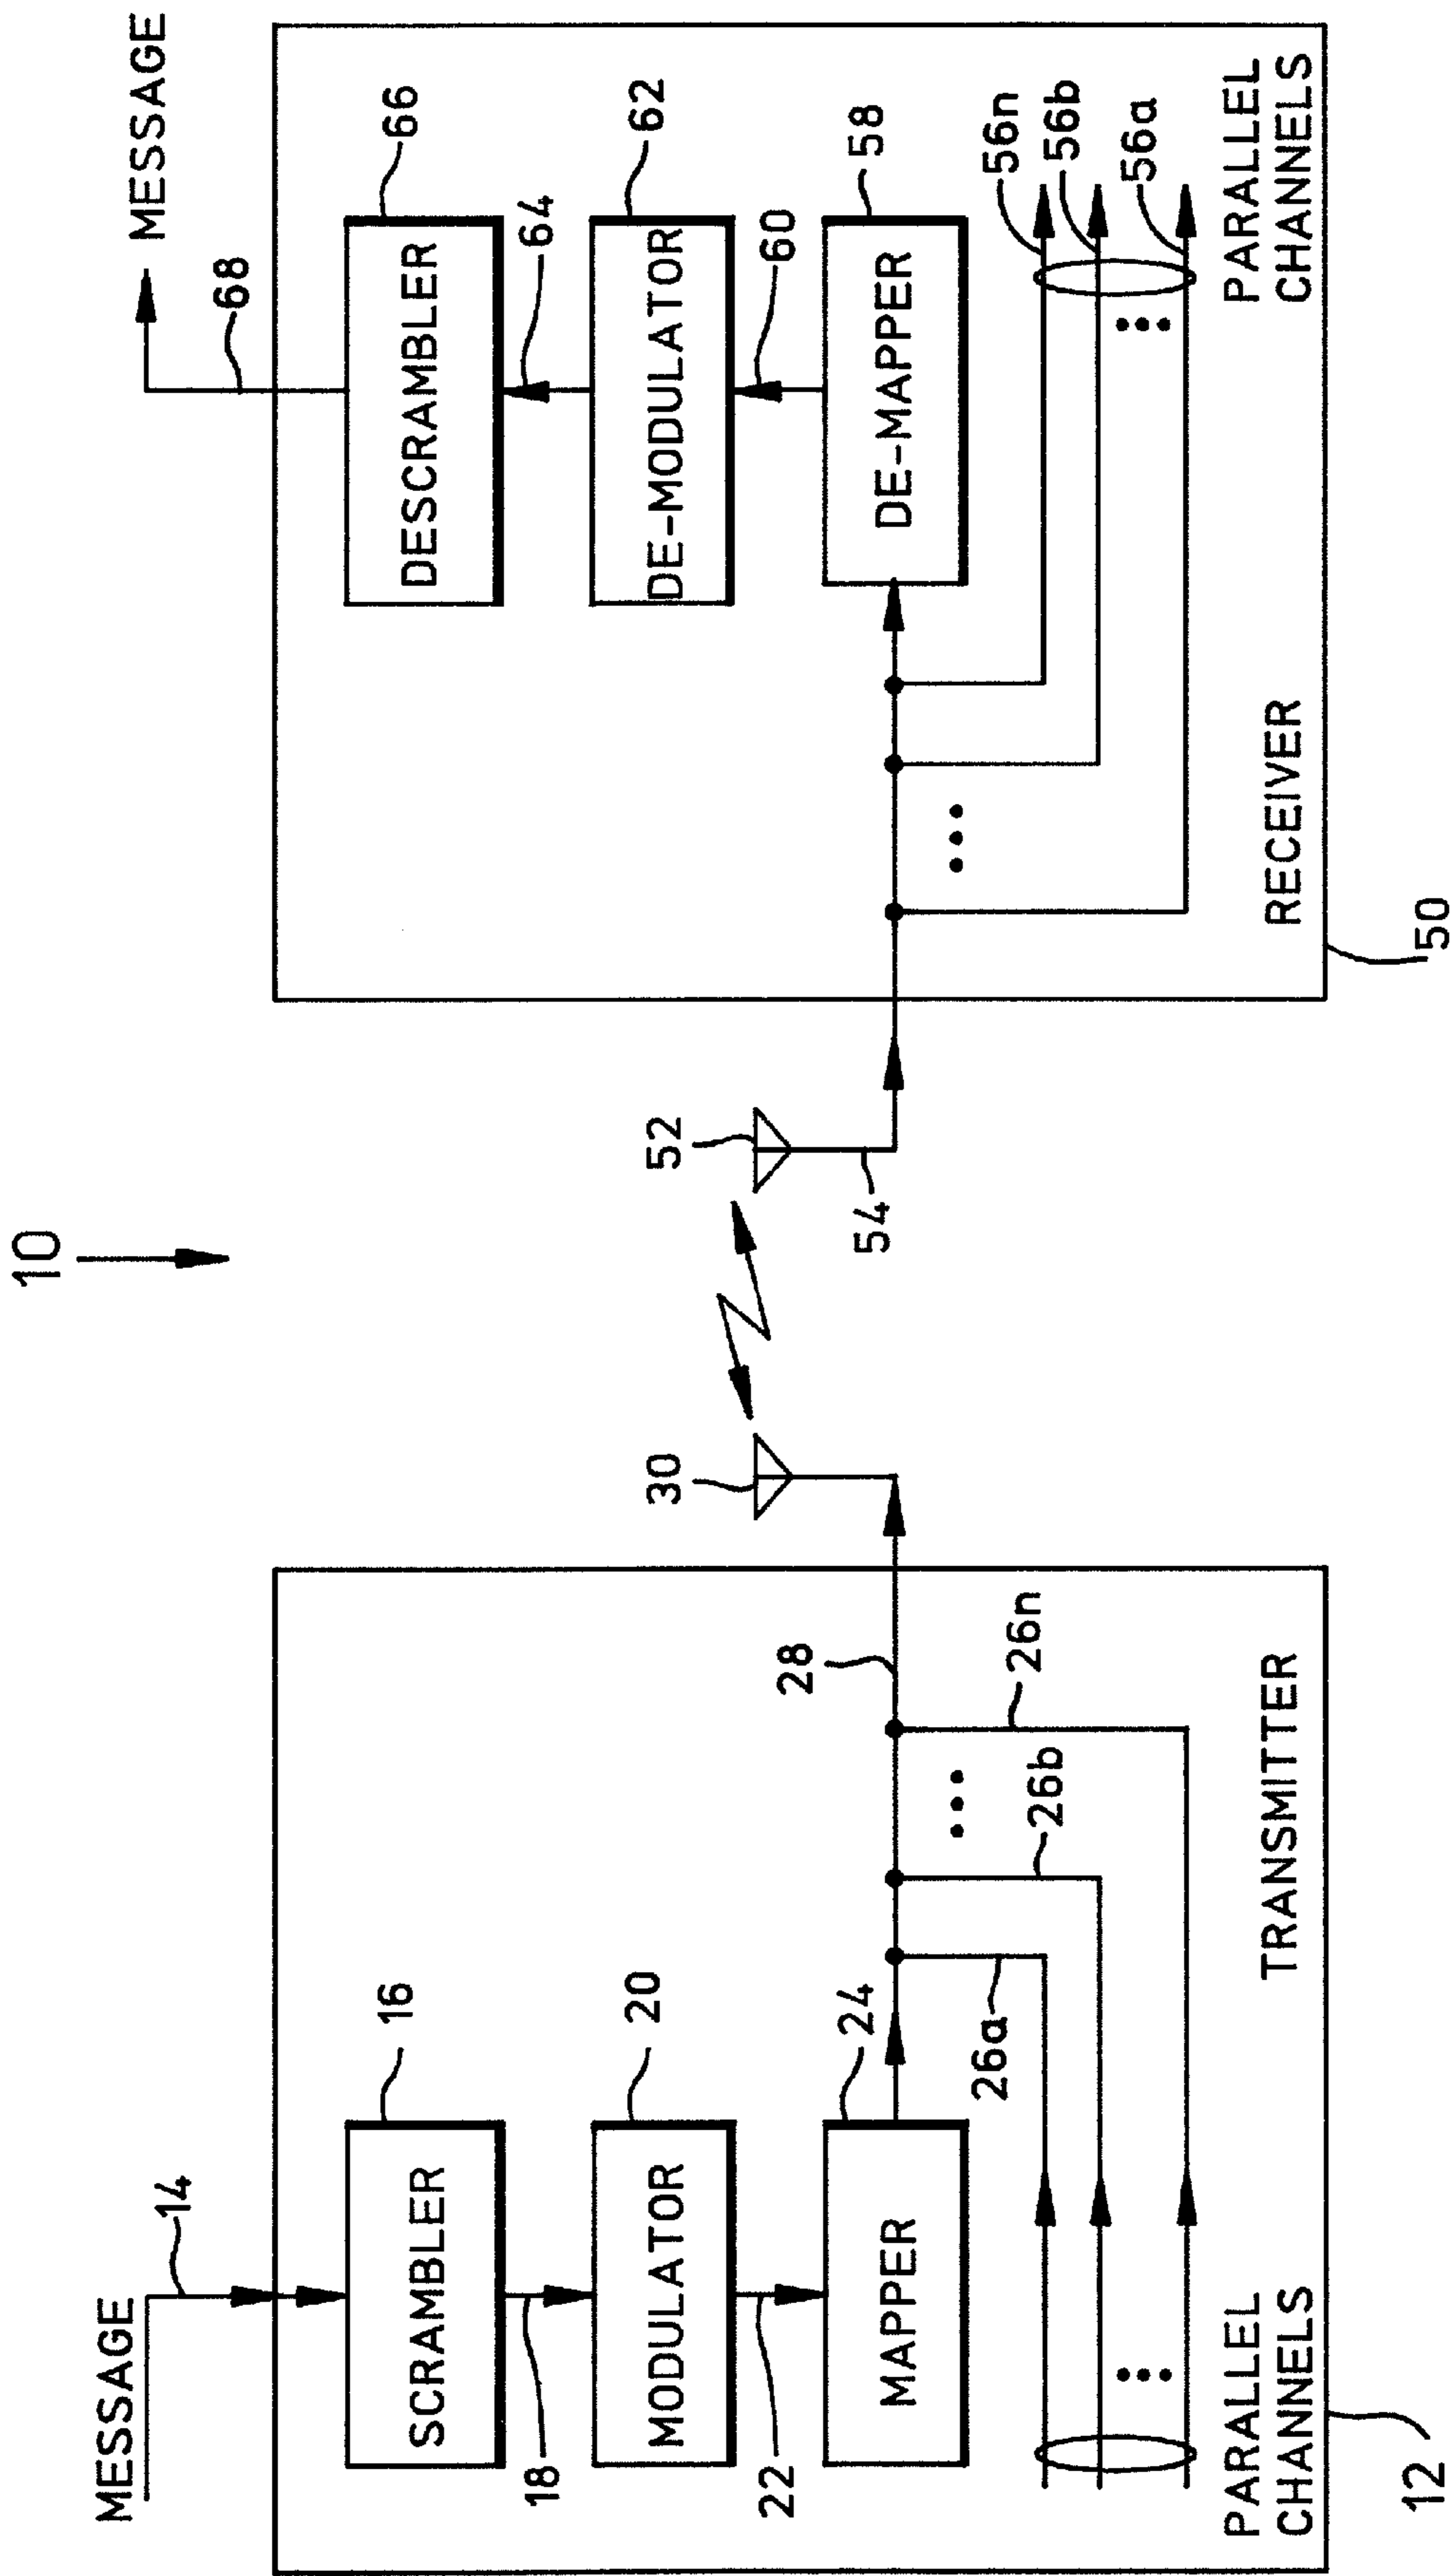 10
MESSAGE
14
SCRAMBLER
16
18
MODULATOR
20
22
MAPPER
24
26a
26b
26n
28
30
PARALLEL
CHANNELS
TRANSMITTER
12
52
54
MESSAGE
68
DESCRAMBLER
66
64
DE-MODULATOR
62
60
DE-MAPPER
58
56n
56b
56a
PARALLEL
CHANNELS
RECEIVER
50